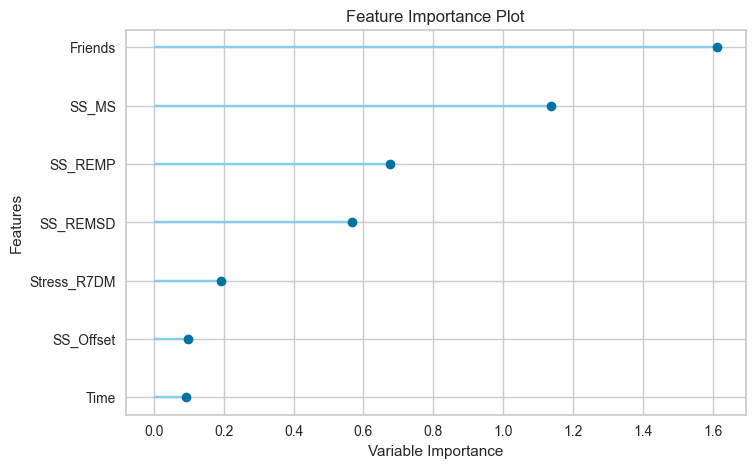 Feature Importance Plot
Friends
SS_MS
SS_REMP
SS_REMSD
Stress_R7DM
SS_Offset
Time
Features
0.0 0.2 0.4 0.6 0.8 1.0 1.2 1.4 1.6
Variable Importance